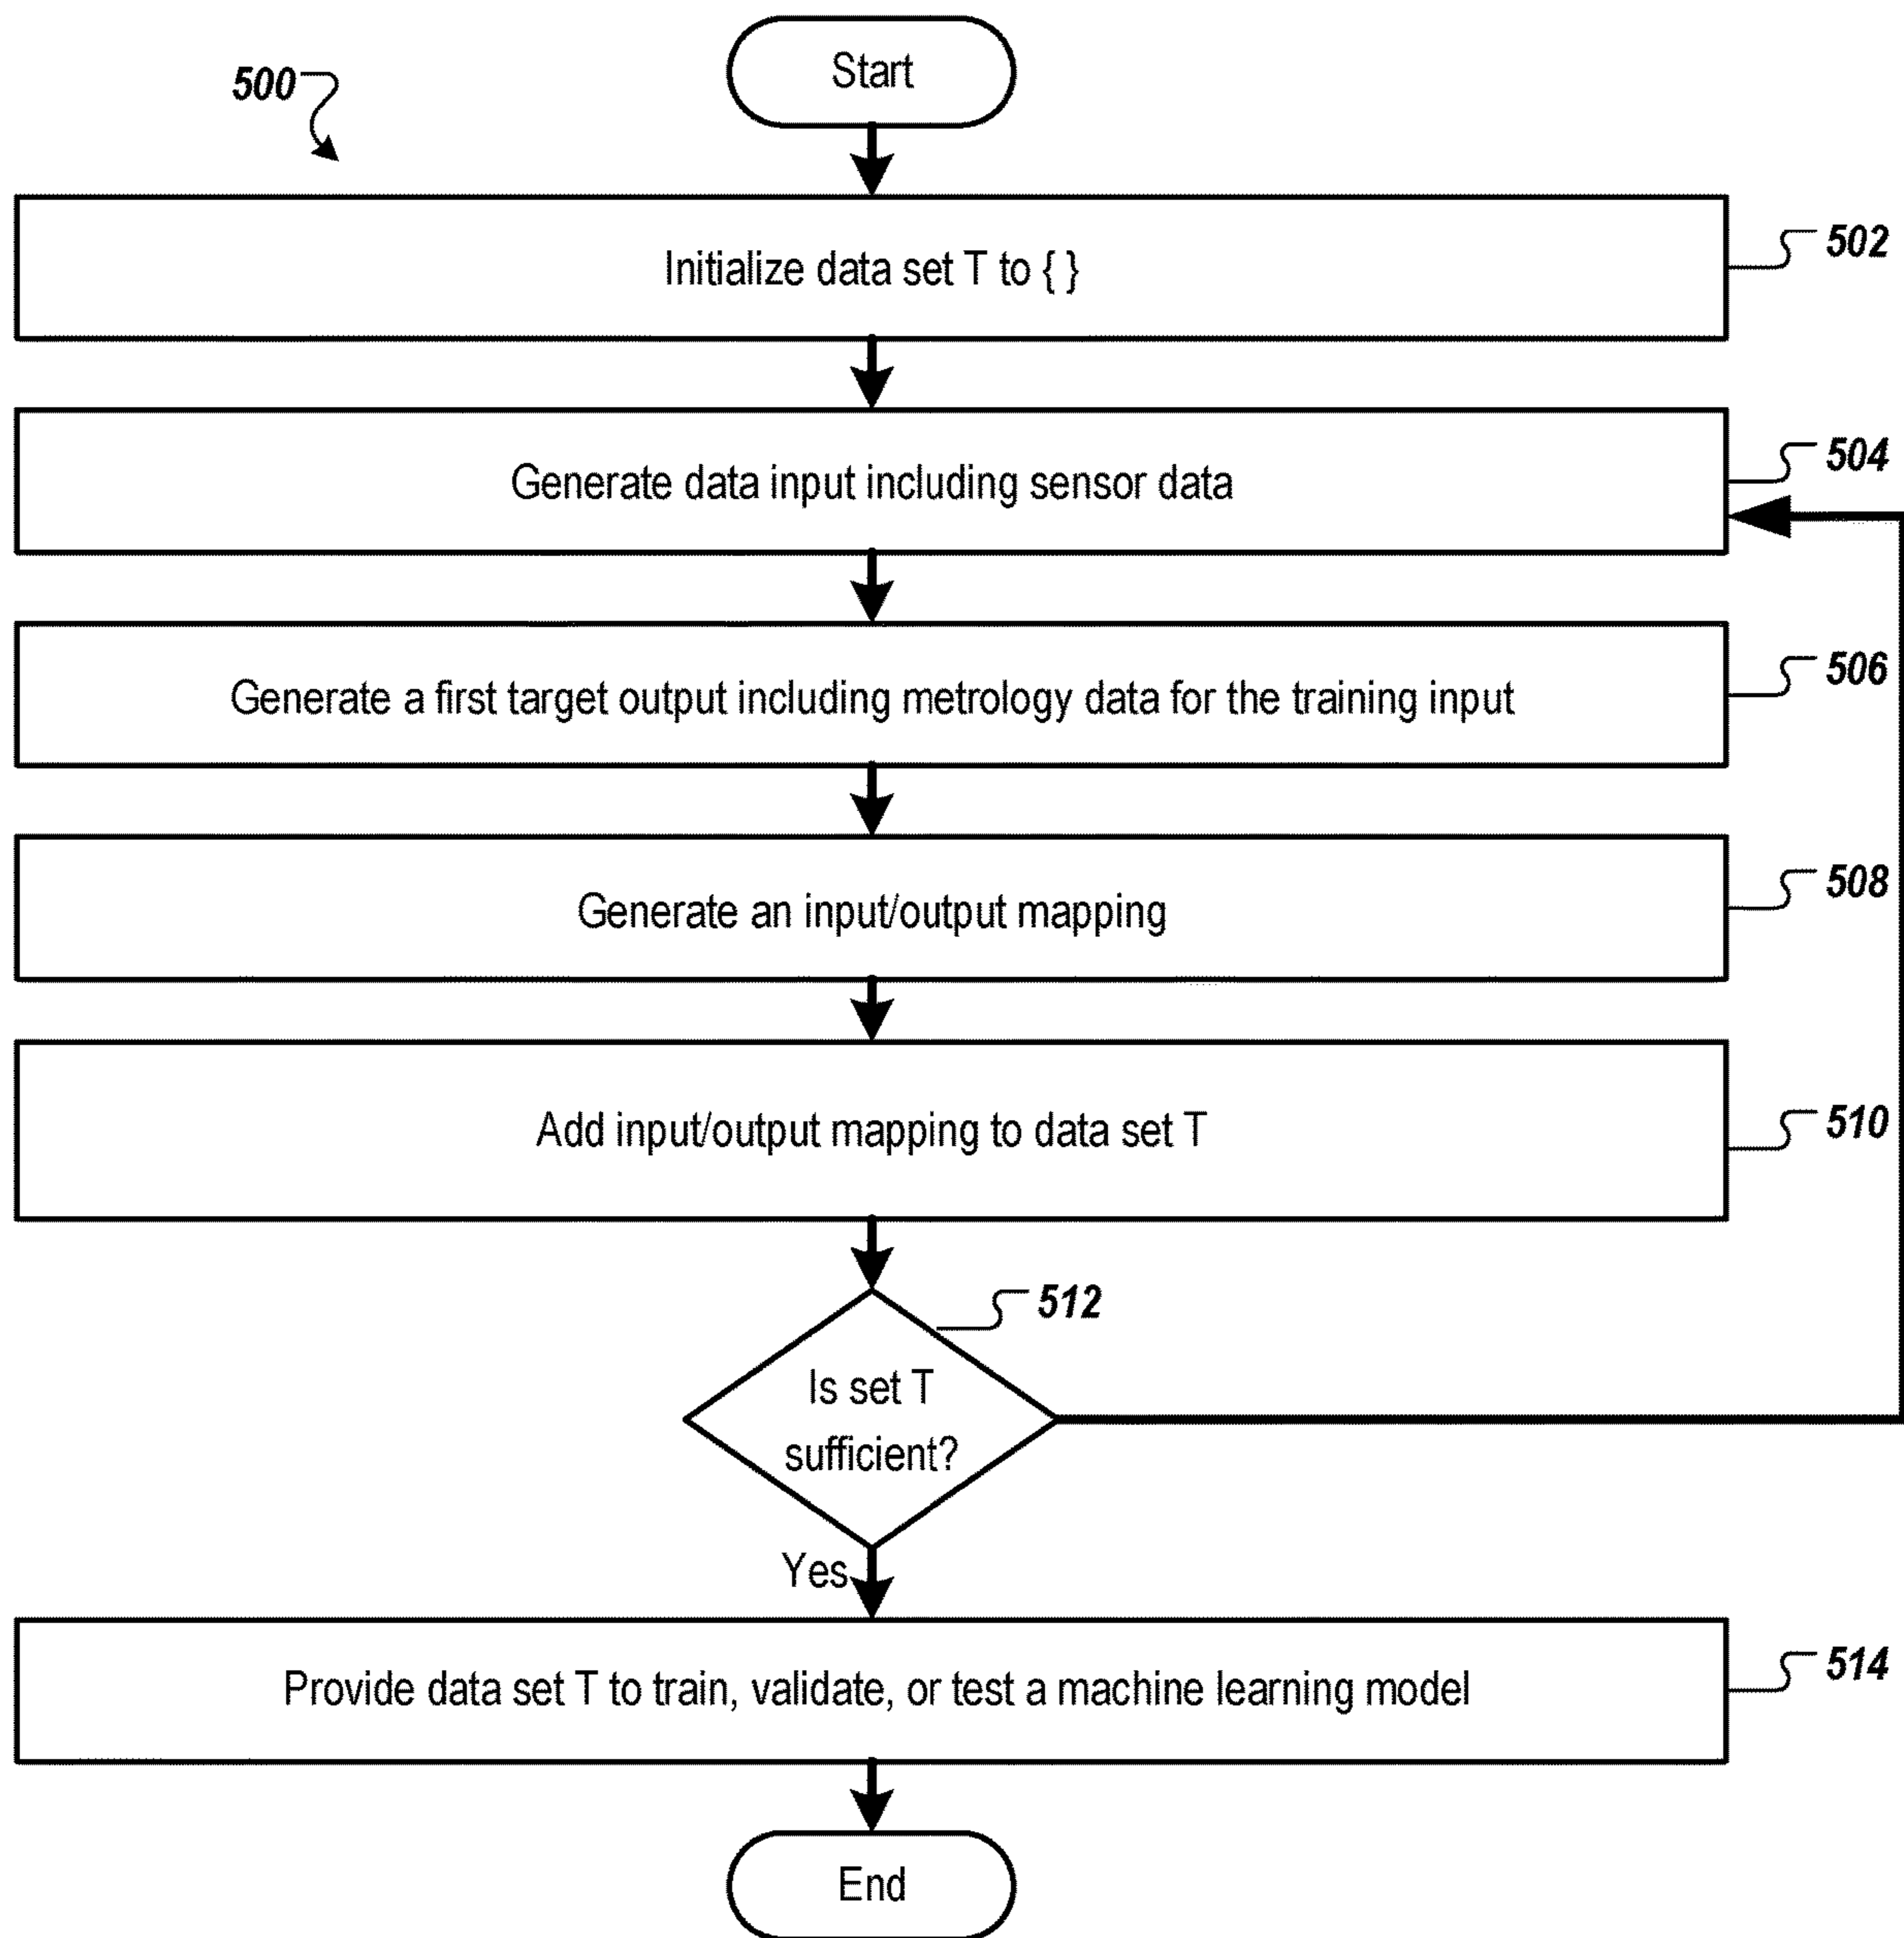 Start
500
Initialize data set T to { }
502
Generate data input including sensor data
504
Generate a first target output including metrology data for the training input
506
Generate an input/output mapping
508
Add input/output mapping to data set T
510
512
Is set T
sufficient?
Yes
Provide data set T to train, validate, or test a machine learning model
514
End